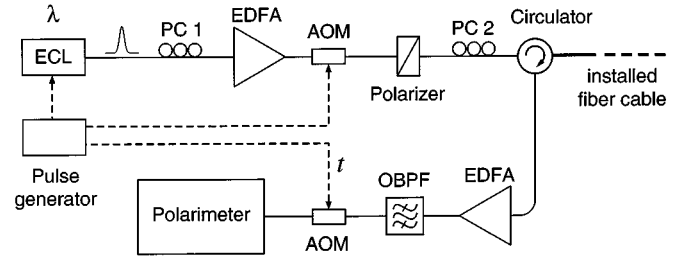 λ
ECL
PC 1
EDFA
AOM
Polarizer
PC 2
Circulator
installed
fiber cable
Pulse
generator
t
Polarimeter
AOM
OBPF
EDFA